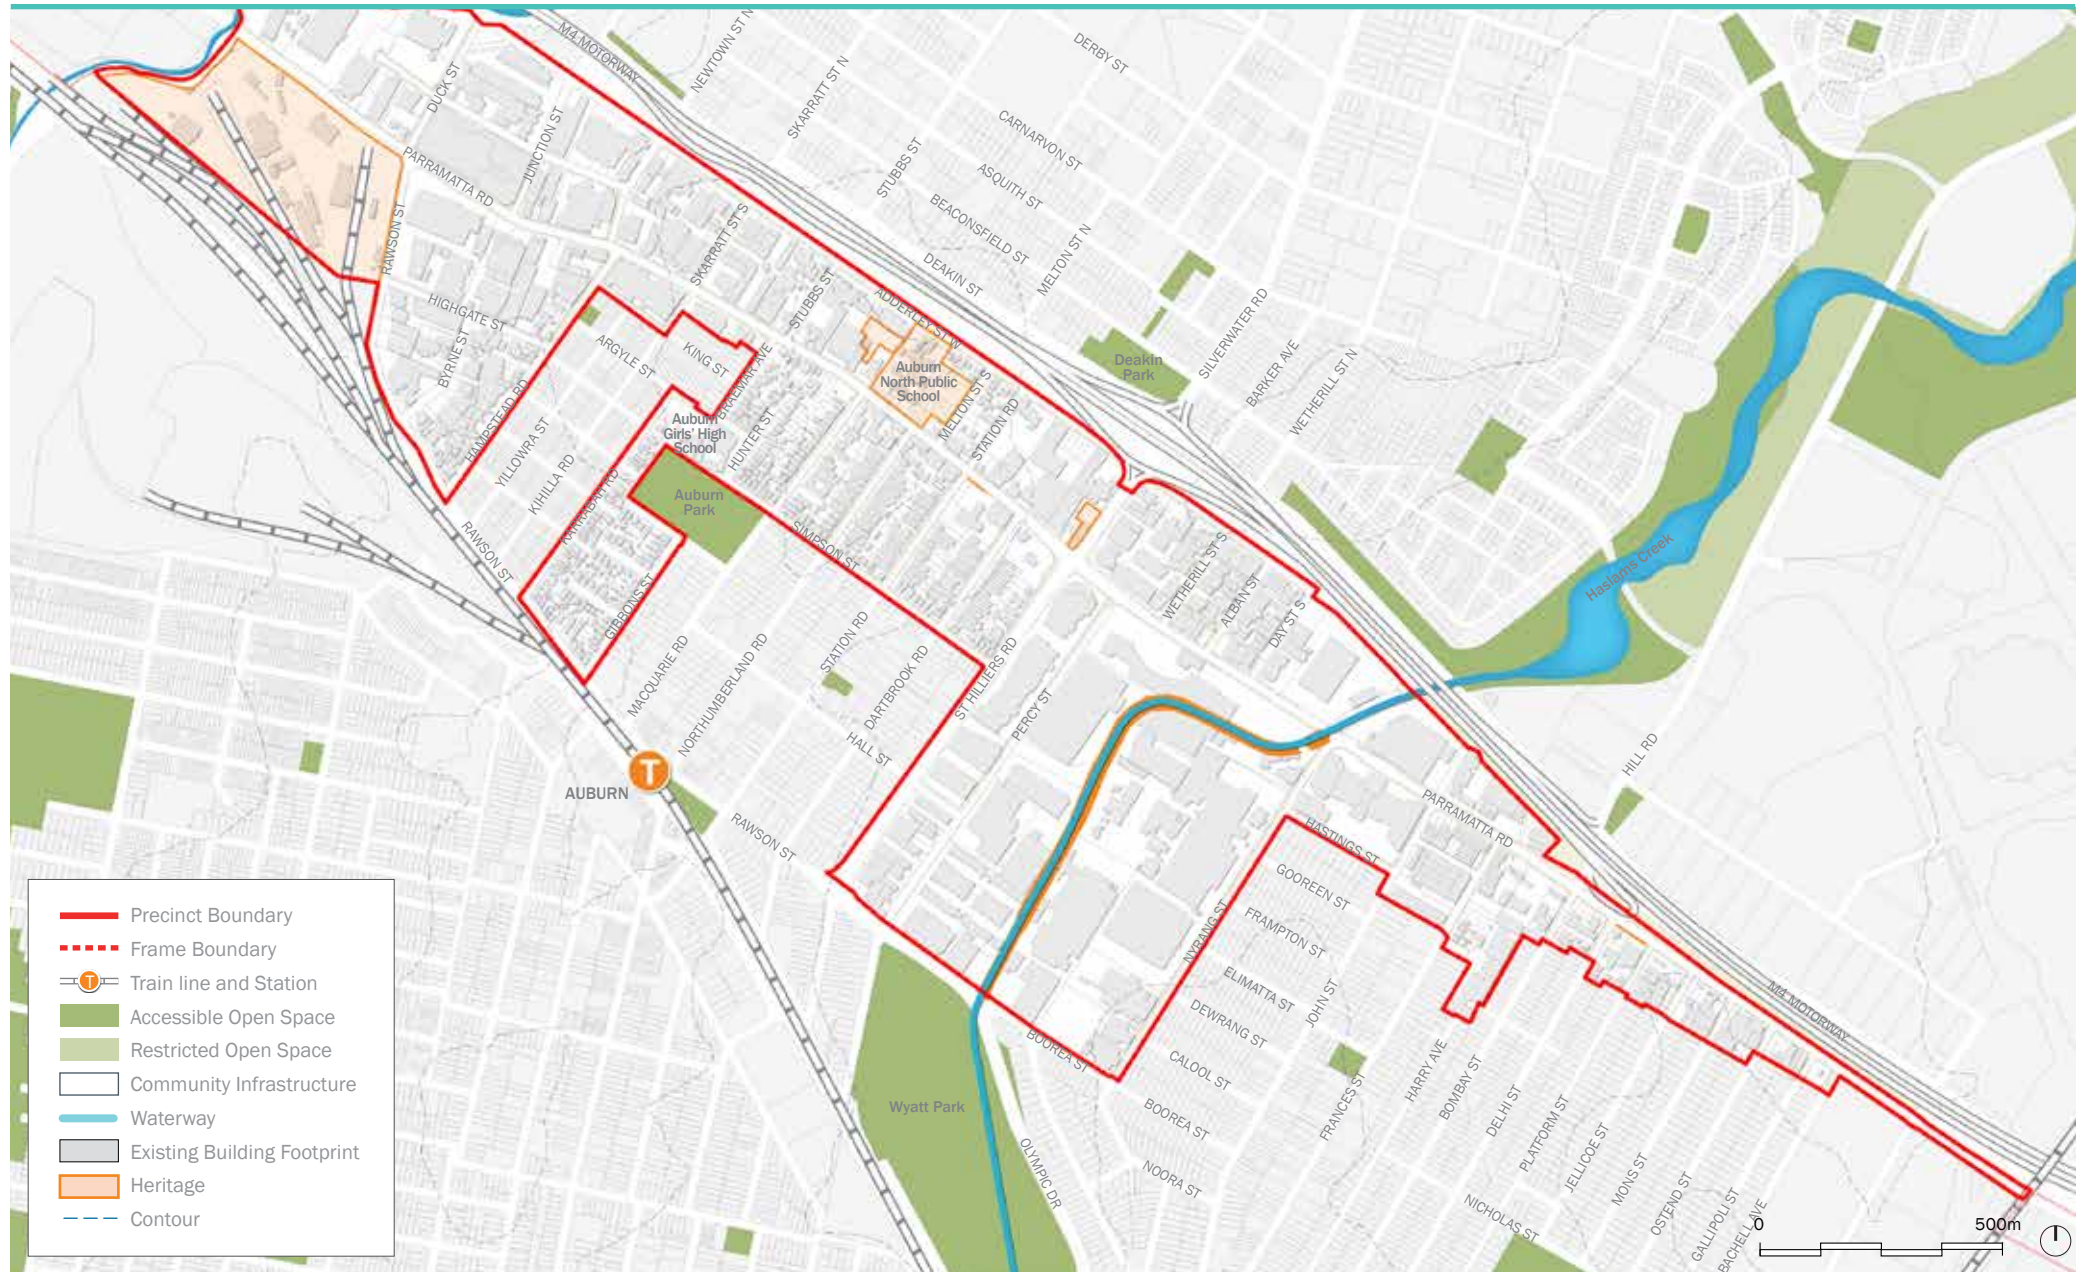 M4 MOTORWAY
NEWTOWN ST N
DERBY ST
SKARRATT ST N
DUCK ST
CARNARVON ST
JUNCTION ST
STUBBS ST
ASQUITH ST
PARRAMATTA RD
BEACONSFIELD ST
MELTON ST N
RAWSON ST
SKARRATT ST S
DEAKIN ST
STUBBS ST
ADDERLEY ST W
SILVERWATER RD
HIGHGATE ST
BYRNE ST
ARGYLE ST
KING ST
BRAEMAR AVE
Auburn
North Public
School
Deakin
Park
BARKER AVE
WETHERILL ST N
HAMPSTEAD RD
YILLOWRA ST
KIHILLA RD
KARRABAH RD
Auburn
Girls' High
School
HUNTER ST
MELTON ST S
STATION RD
Auburn
Park
RAWSON ST
SIMPSON ST
GIBBONS ST
WETHERILL ST S
ALBAN ST
DAY ST S
Haslams Creek
MACQUARIE RD
NORTHUMBERLAND RD
STATION RD
DARTBROOK RD
ST HILLIERS RD
PERCY ST
HALL ST
HILL RD
T
AUBURN
RAWSON ST
PARRAMATTA RD
HASTINGS ST
GOOREEN ST
FRAMPTON ST
NYRANG ST
ELIMATTA ST
JOHN ST
DEWRANG ST
M4 MOTORWAY
BOOREA ST
CALOOL ST
HARRY AVE
BOMBAY ST
FRANCES ST
DELHI ST
PLATFORM ST
Wyatt Park
BOOREA ST
JELLICOE ST
OLYMPIC DR
NOORA ST
MONS ST
OSTEND ST
NICHOLAS ST
GALLIPOLI ST
BACHELL AVE
Precinct Boundary
Frame Boundary
T
Train line and Station
Accessible Open Space
Restricted Open Space
Community Infrastructure
Waterway
Existing Building Footprint
Heritage
Contour
0 500m